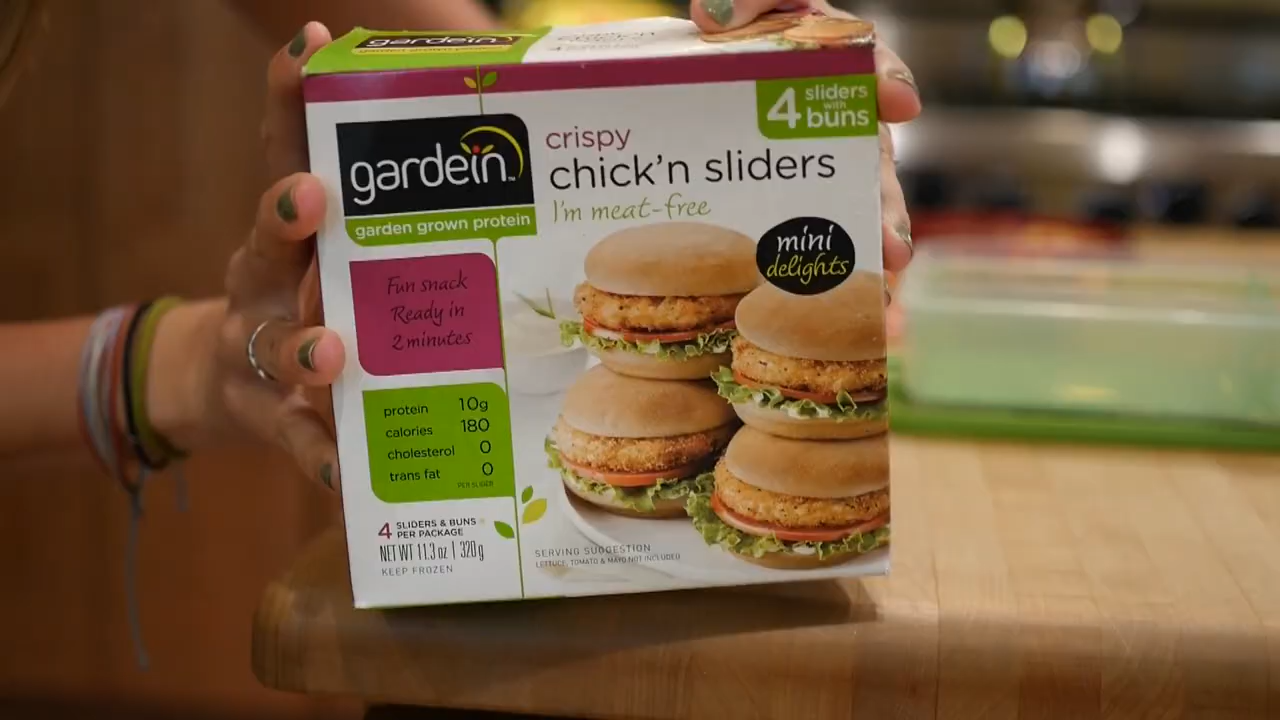 gardein
4 sliders
with
buns
gardein™
garden grown protein
crispy
chick'n sliders
I'm meat-free
mini
delights
Fun snack
Ready in
2 minutes
protein 10g
calories 180
cholesterol 0
trans fat 0
PER SLIDER
4 SLIDERS & BUNS
PER PACKAGE
NET WT 11.3 oz | 320g
KEEP FROZEN
SERVING SUGGESTION
LETTUCE, TOMATO & MAYO NOT INCLUDED